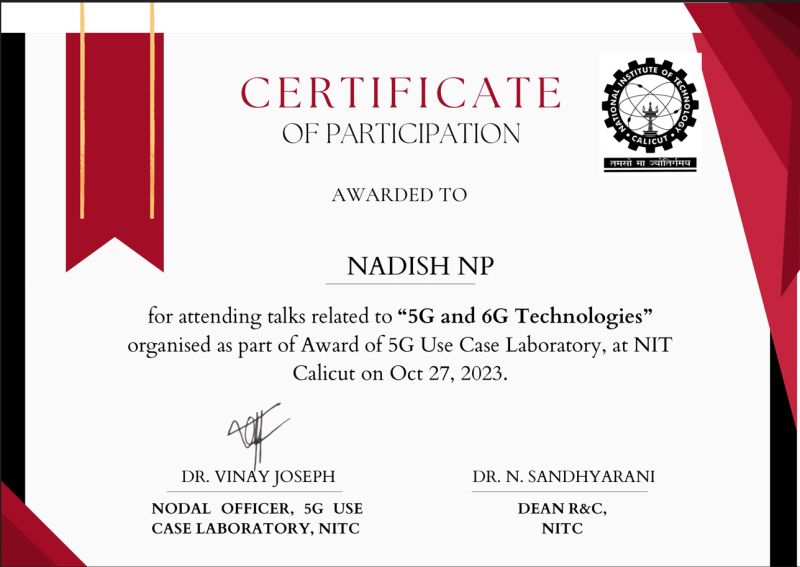 CERTIFICATE
OF PARTICIPATION
NATIONAL INSTITUTE OF TECHNOLOGY
CALICUT
तमसो मा ज्योतिर्गमय
AWARDED TO
NADISH NP
for attending talks related to “5G and 6G Technologies”
organised as part of Award of 5G Use Case Laboratory, at NIT
Calicut on Oct 27, 2023.
DR. VINAY JOSEPH
NODAL OFFICER, 5G USE
CASE LABORATORY, NITC
DR. N. SANDHYARANI
DEAN R&C,
NITC